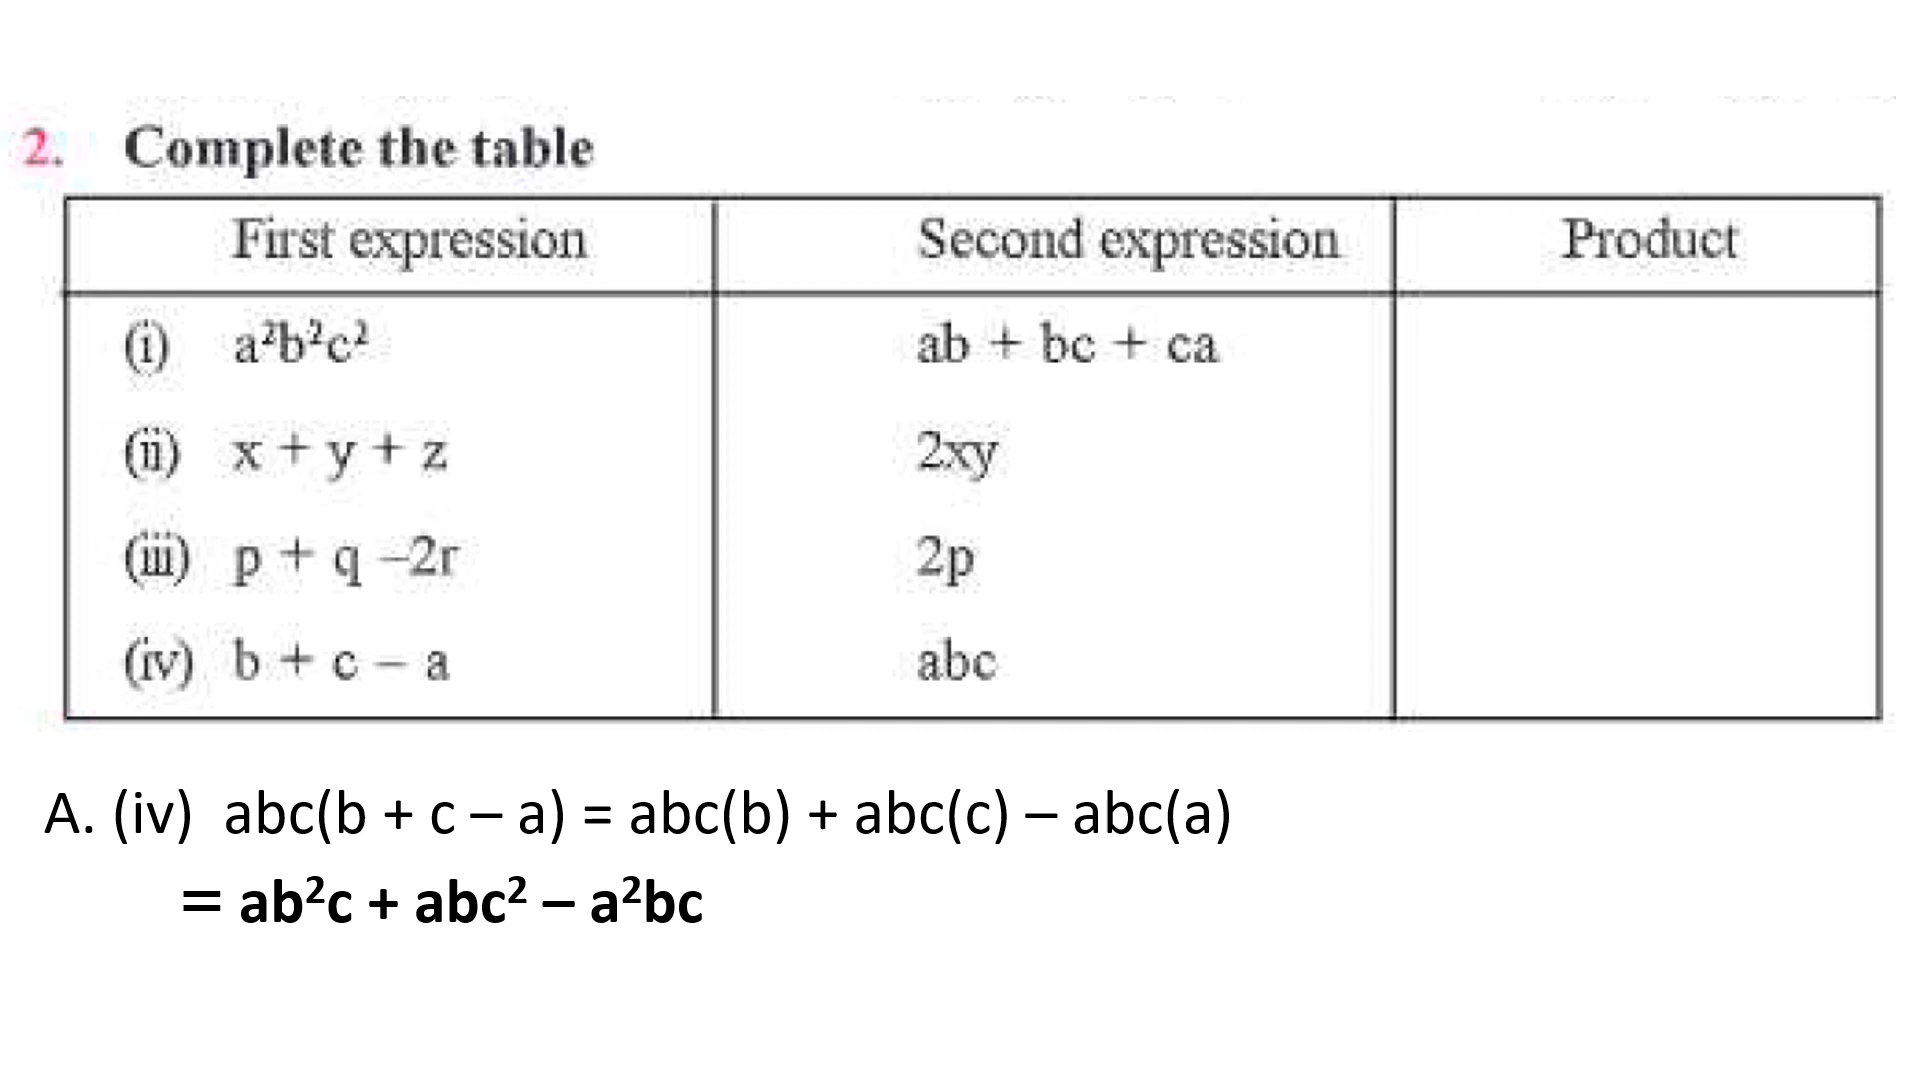 2. Complete the table
First expression Second expression Product
(i) a²b²c² ab + bc + ca
(ii) x + y + z 2xy
(iii) p + q –2r 2p
(iv) b + c – a abc
A. (iv) abc(b + c – a) = abc(b) + abc(c) – abc(a)
= ab²c + abc² – a²bc